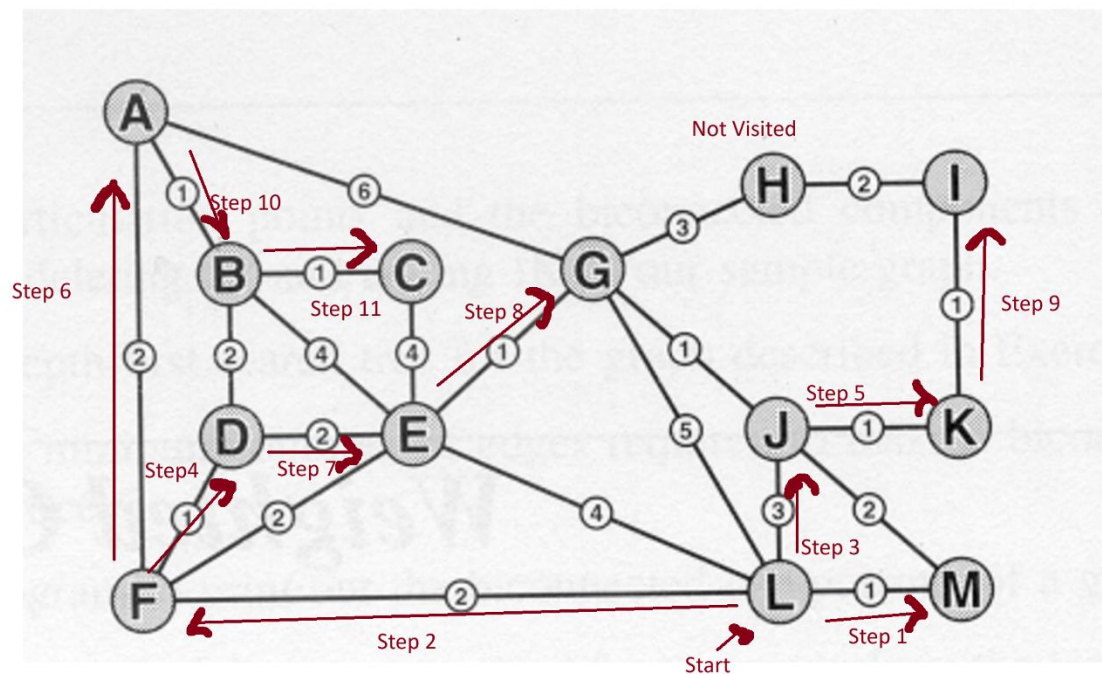 A
Not Visited
H
2
I
1
Step 10
6
3
Step 6
B
1
C
G
Step 11
Step 8
1
Step 9
2
2
4
4
1
1
5
Step 5
D
2
E
J
1
K
Step4
Step 7
1
2
4
3
2
Step 3
F
2
L
1
M
Step 2
Step 1
Start